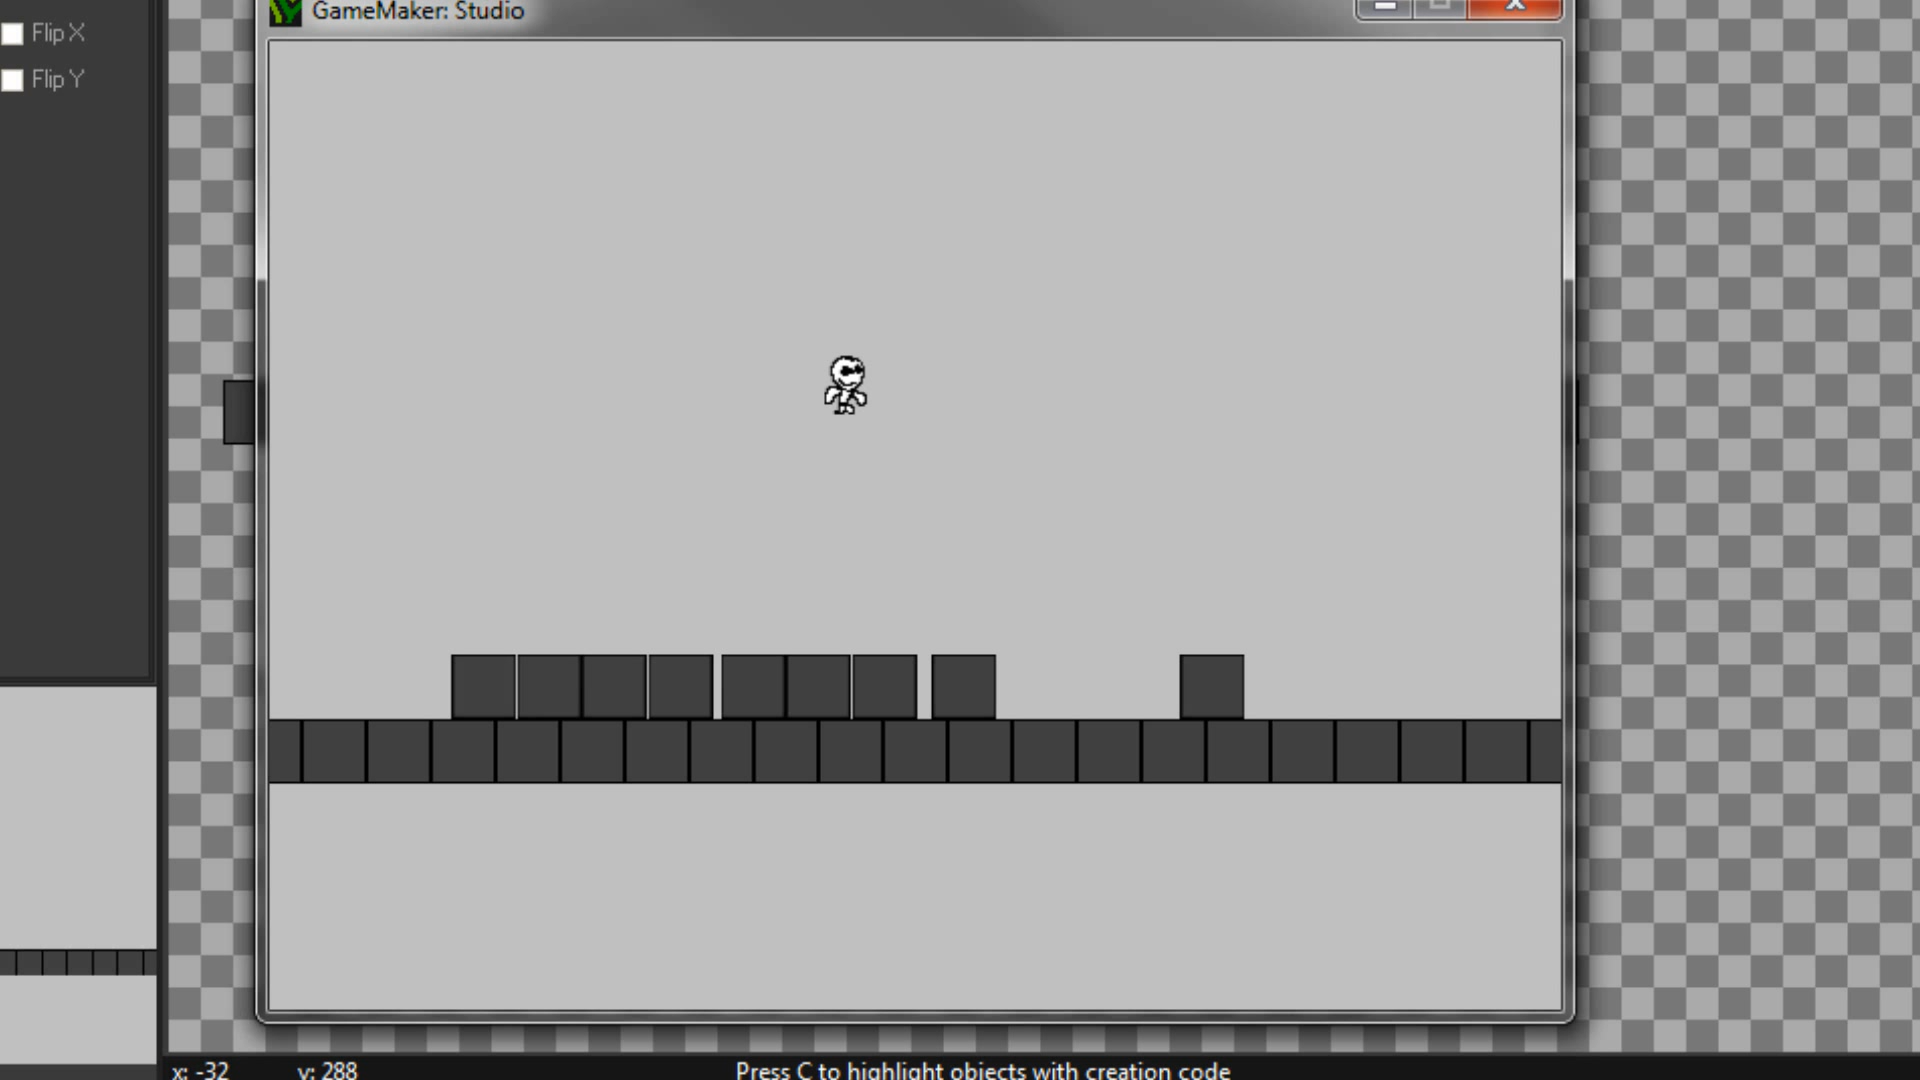 GameMaker: Studio
Flip X
Flip Y
x: -32 y: 288 Press C to highlight objects with creation code